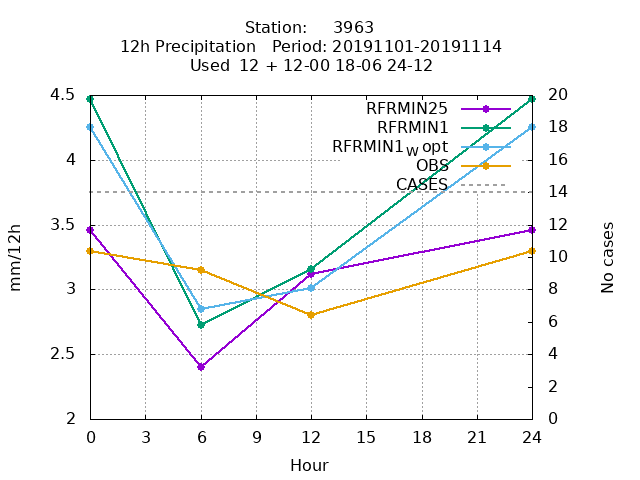 Station: 3963
12h Precipitation Period: 20191101-20191114
Used 12 + 12-00 18-06 24-12
4.5
4
3.5
3
2.5
2
mm/12h
20
18
16
14
12
10
8
6
4
2
0
No cases
RFRMIN25
RFRMIN1
RFRMIN1w opt
OBS
CASES
0 3 6 9 12 15 18 21 24
Hour